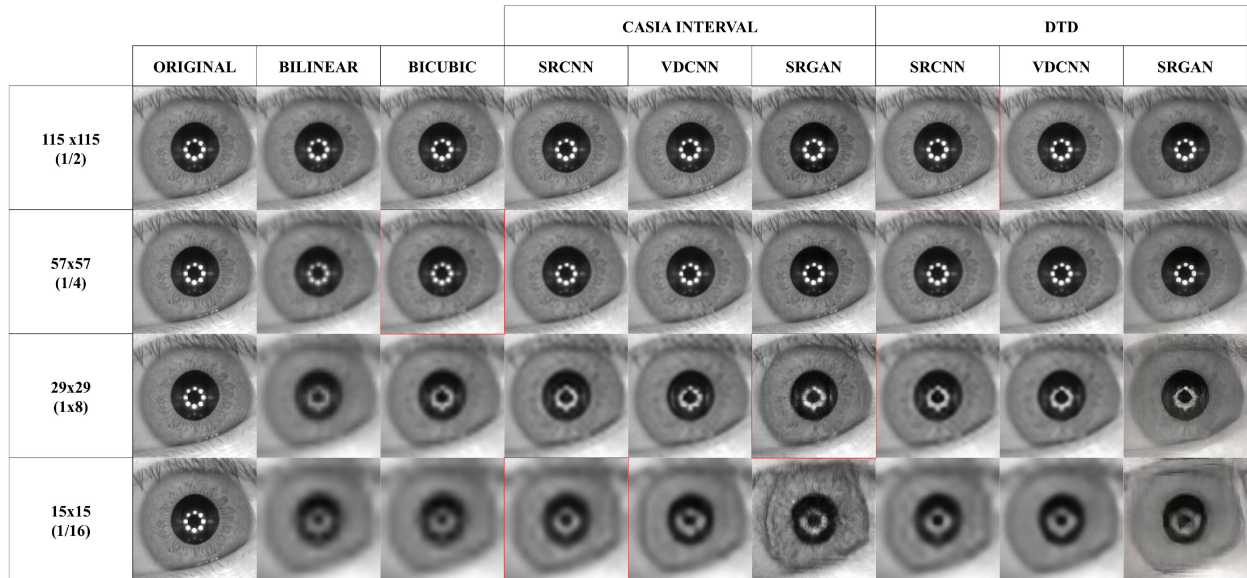 CASIA INTERVAL DTD
ORIGINAL BILINEAR BICUBIC SRCNN VDCNN SRGAN SRCNN VDCNN SRGAN
115 x115
(1/2)
57x57
(1/4)
29x29
(1x8)
15x15
(1/16)